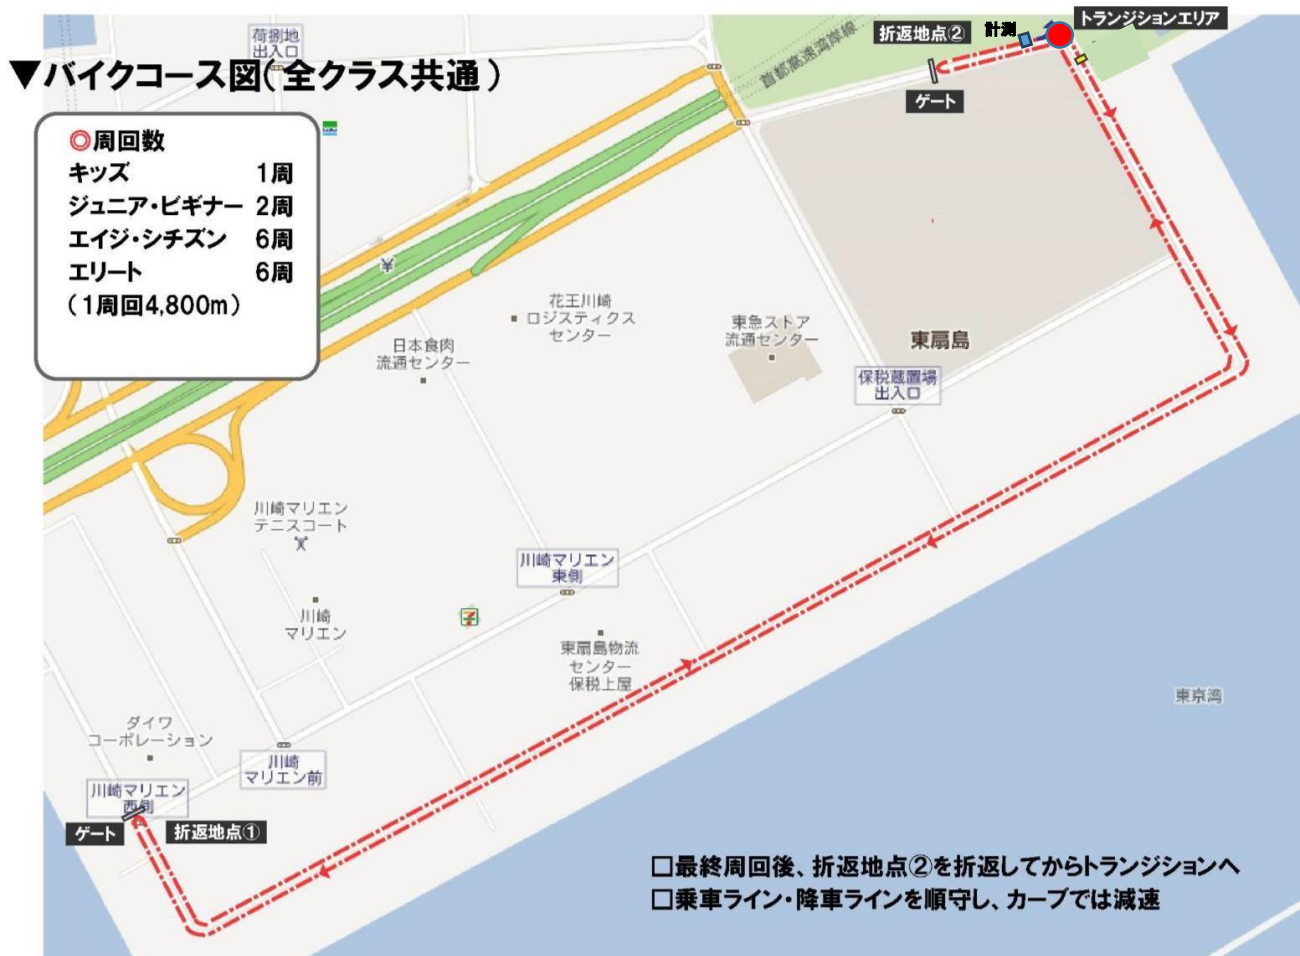 トランジションエリア
計測
折返地点②
荷捌地
出入口
首都高速湾岸線
▼バイクコース図(全クラス共通)
ゲート
◎周回数
キッズ 1周
ジュニア・ビギナー 2周
エイジ・シチズン 6周
エリート 6周
(1周回4,800m)
花王川崎
ロジスティクス
センター
東急ストア
流通センター
東扇島
日本食肉
流通センター
保税蔵置場
出入口
川崎マリエン
テニスコート
川崎マリエン
東側
川崎
マリエン
東扇島物流
センター
保税上屋
東京湾
ダイワ
コーポレーション
川崎
マリエン前
川崎マリエン
西側
ゲート
折返地点①
□最終周回後、折返地点②を折返してからトランジションへ
□乗車ライン・降車ラインを順守し、カーブでは減速